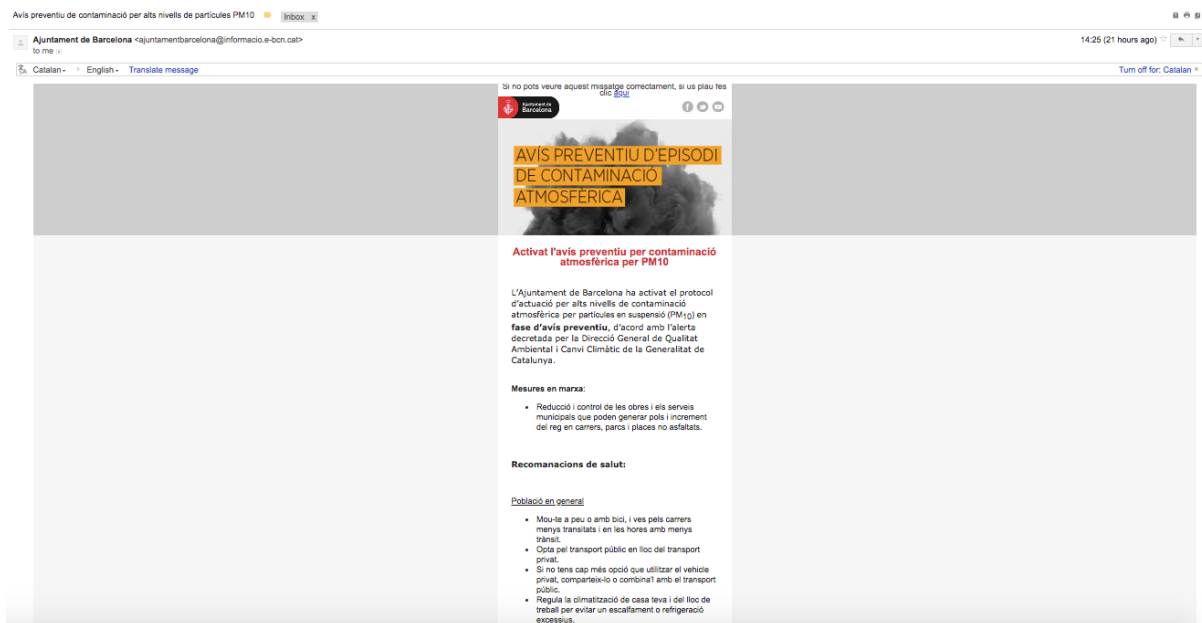 Avís preventiu de contaminació per alts nivells de partícules PM10 Inbox x
Ajuntament de Barcelona <ajuntamentbarcelona@informacio.e-bcn.cat>
14:25 (21 hours ago)
to me
Catalan English Translate message
Turn off for: Catalan x
Si no pots veure aquest missatge correctament, si us plau fes
clic aquí
Ajuntament de
Barcelona
AVÍS PREVENTIU D'EPISODI
DE CONTAMINACIÓ
ATMOSFÈRICA
Activat l'avís preventiu per contaminació
atmosfèrica per PM10
L'Ajuntament de Barcelona ha activat el protocol
d'actuació per alts nivells de contaminació
atmosfèrica per partícules en suspensió (PM10) en
fase d'avís preventiu, d'acord amb l'alerta
decretada per la Direcció General de Qualitat
Ambiental i Canvi Climàtic de la Generalitat de
Catalunya.
Mesures en marxa:
• Reducció i control de les obres i els serveis
municipals que poden generar pols i increment
del reg en carrers, parcs i places no asfaltats.
Recomanacions de salut:
Població en general
• Mou-te a peu o amb bici, i ves pels carrers
menys transitats i en les hores amb menys
trànsit.
• Opta pel transport públic en lloc del transport
privat.
• Si no tens cap més opció que utilitzar el vehicle
privat, comparteix-lo o combina'l amb el transport
públic.
• Regula la climatització de casa teva i del lloc de
treball per evitar un escalfament o refrigeració
excessius.